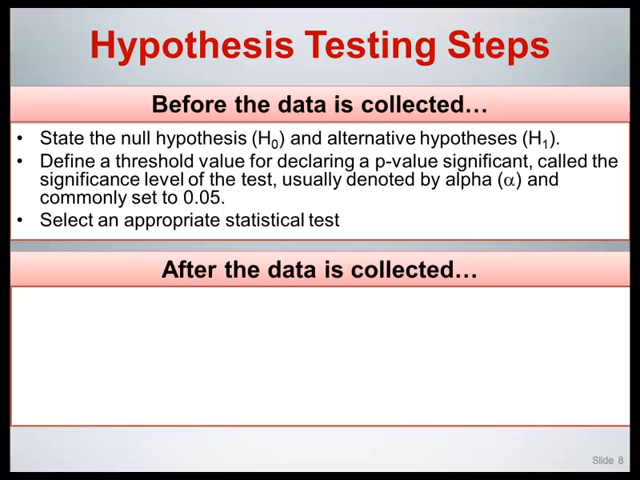 Hypothesis Testing Steps
Before the data is collected…
• State the null hypothesis (H0) and alternative hypotheses (H1).
• Define a threshold value for declaring a p-value significant, called the
significance level of the test, usually denoted by alpha (α) and
commonly set to 0.05.
• Select an appropriate statistical test
After the data is collected…
Slide 8